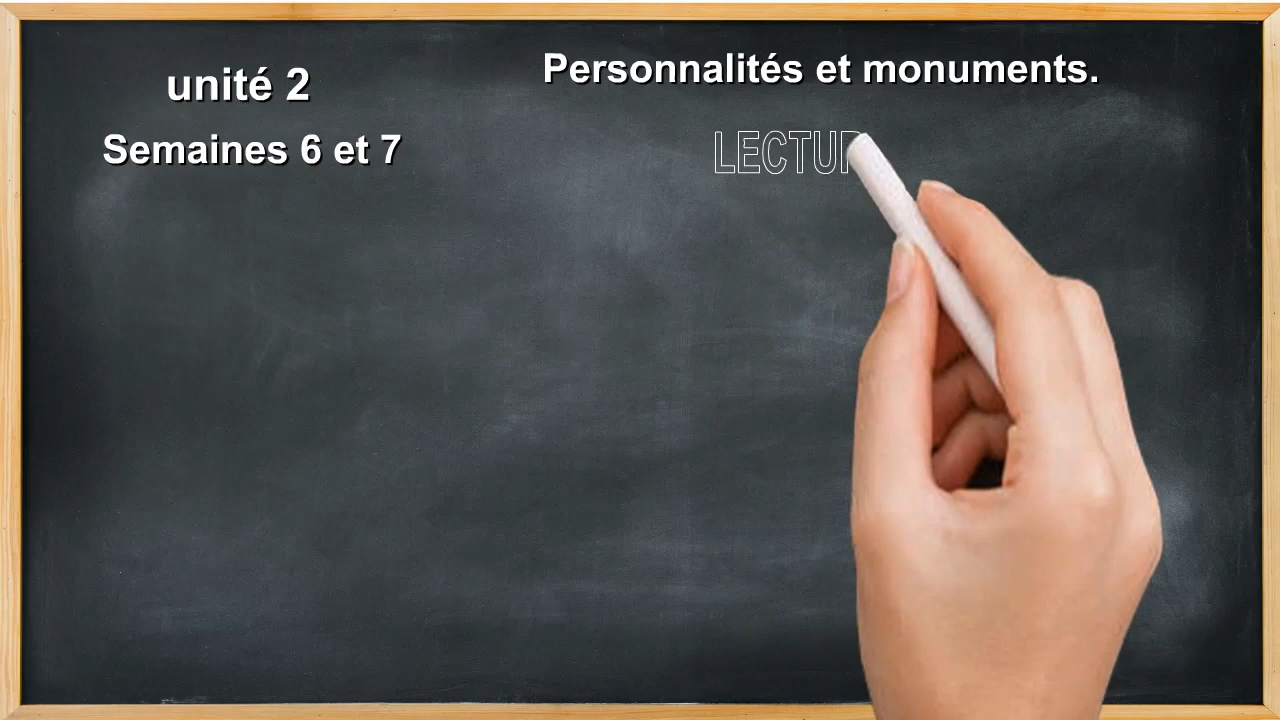 unité 2
Semaines 6 et 7
Personnalités et monuments.